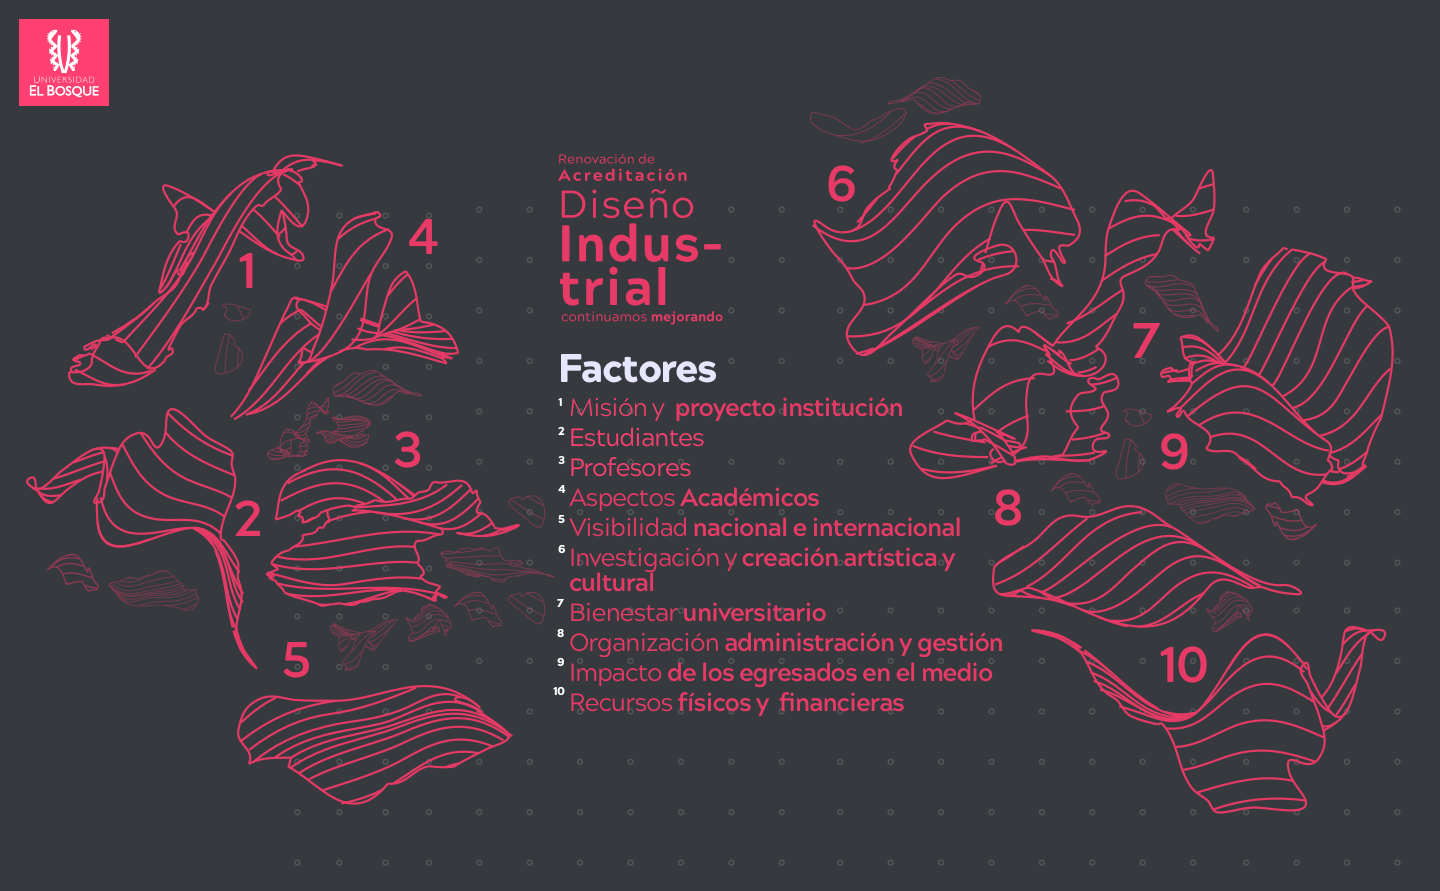 UNIVERSIDAD
EL BOSQUE
Renovación de
Acreditación
Diseño
Indus-
trial
continuamos mejorando
Factores
1 Misión y proyecto institución
2 Estudiantes
3 Profesores
4 Aspectos Académicos
5 Visibilidad nacional e internacional
6 Investigación y creación artística y
cultural
7 Bienestar universitario
8 Organización administración y gestión
9 Impacto de los egresados en el medio
10 Recursos físicos y financieras
1
4
3
2
5
6
7
9
8
10